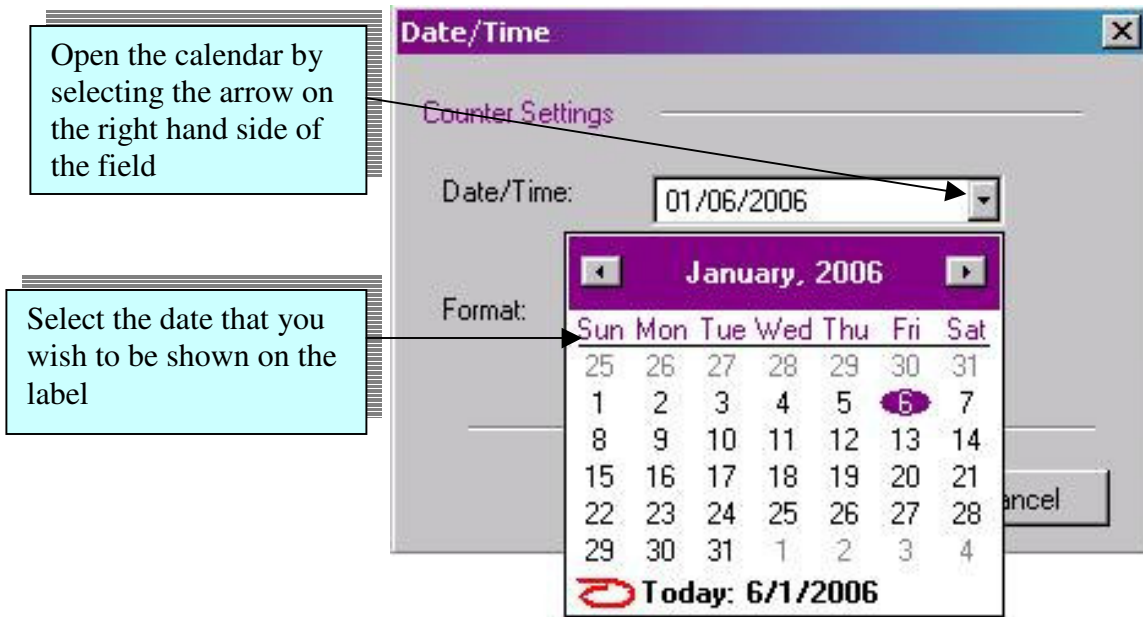 Open the calendar by
selecting the arrow on
the right hand side of
the field
Date/Time
Counter Settings
Date/Time:
01/06/2006
January, 2006
Select the date that you
wish to be shown on the
label
Format:
Sun Mon Tue Wed Thu Fri Sat
25 26 27 28 29 30 31
1 2 3 4 5 6 7
8 9 10 11 12 13 14
15 16 17 18 19 20 21
22 23 24 25 26 27 28
29 30 31 1 2 3 4
ancel
Today: 6/1/2006